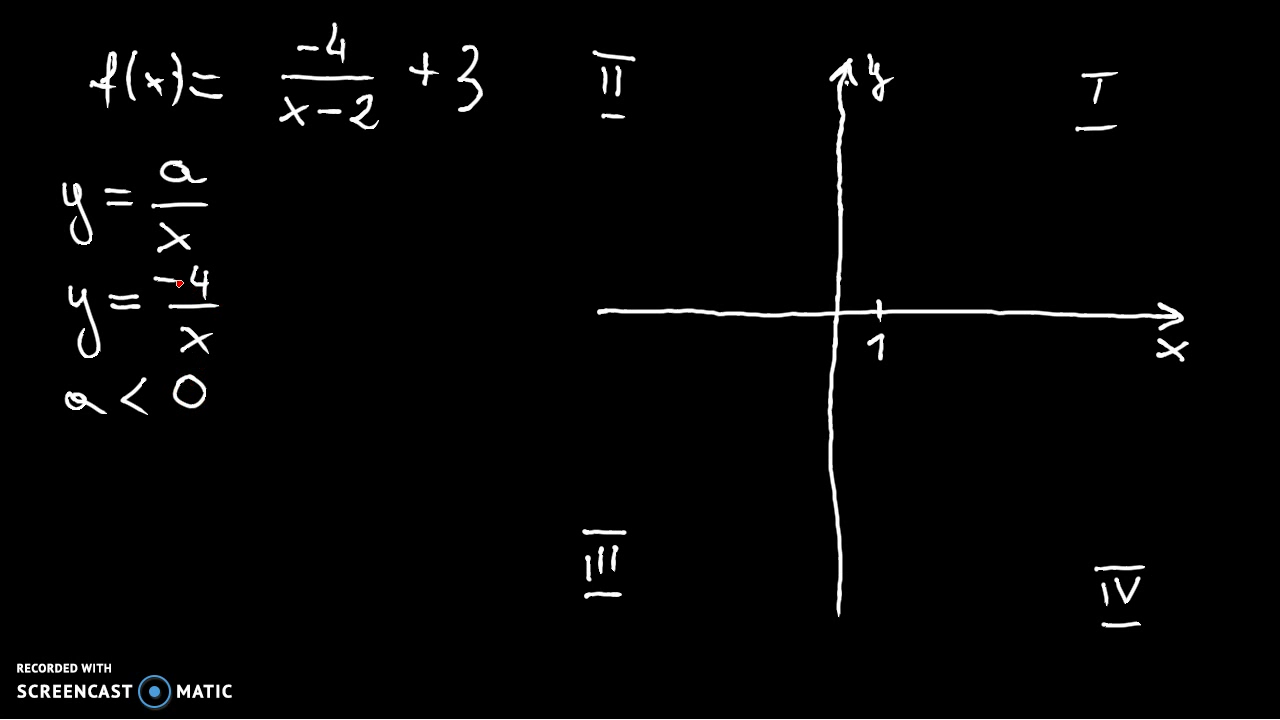 f(x) = -4/(x-2) + 3
y = a/x
y = -4/x
a < 0
II
y
I
1
x
III
IV
RECORDED WITH
SCREENCAST MATIC